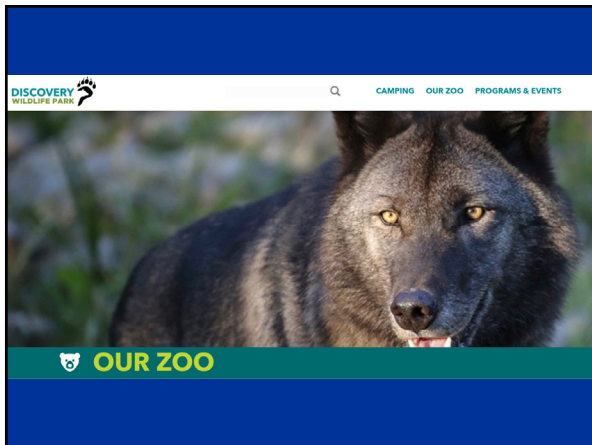 DISCOVERY
WILDLIFE PARK
CAMPING OUR ZOO PROGRAMS & EVENTS
OUR ZOO